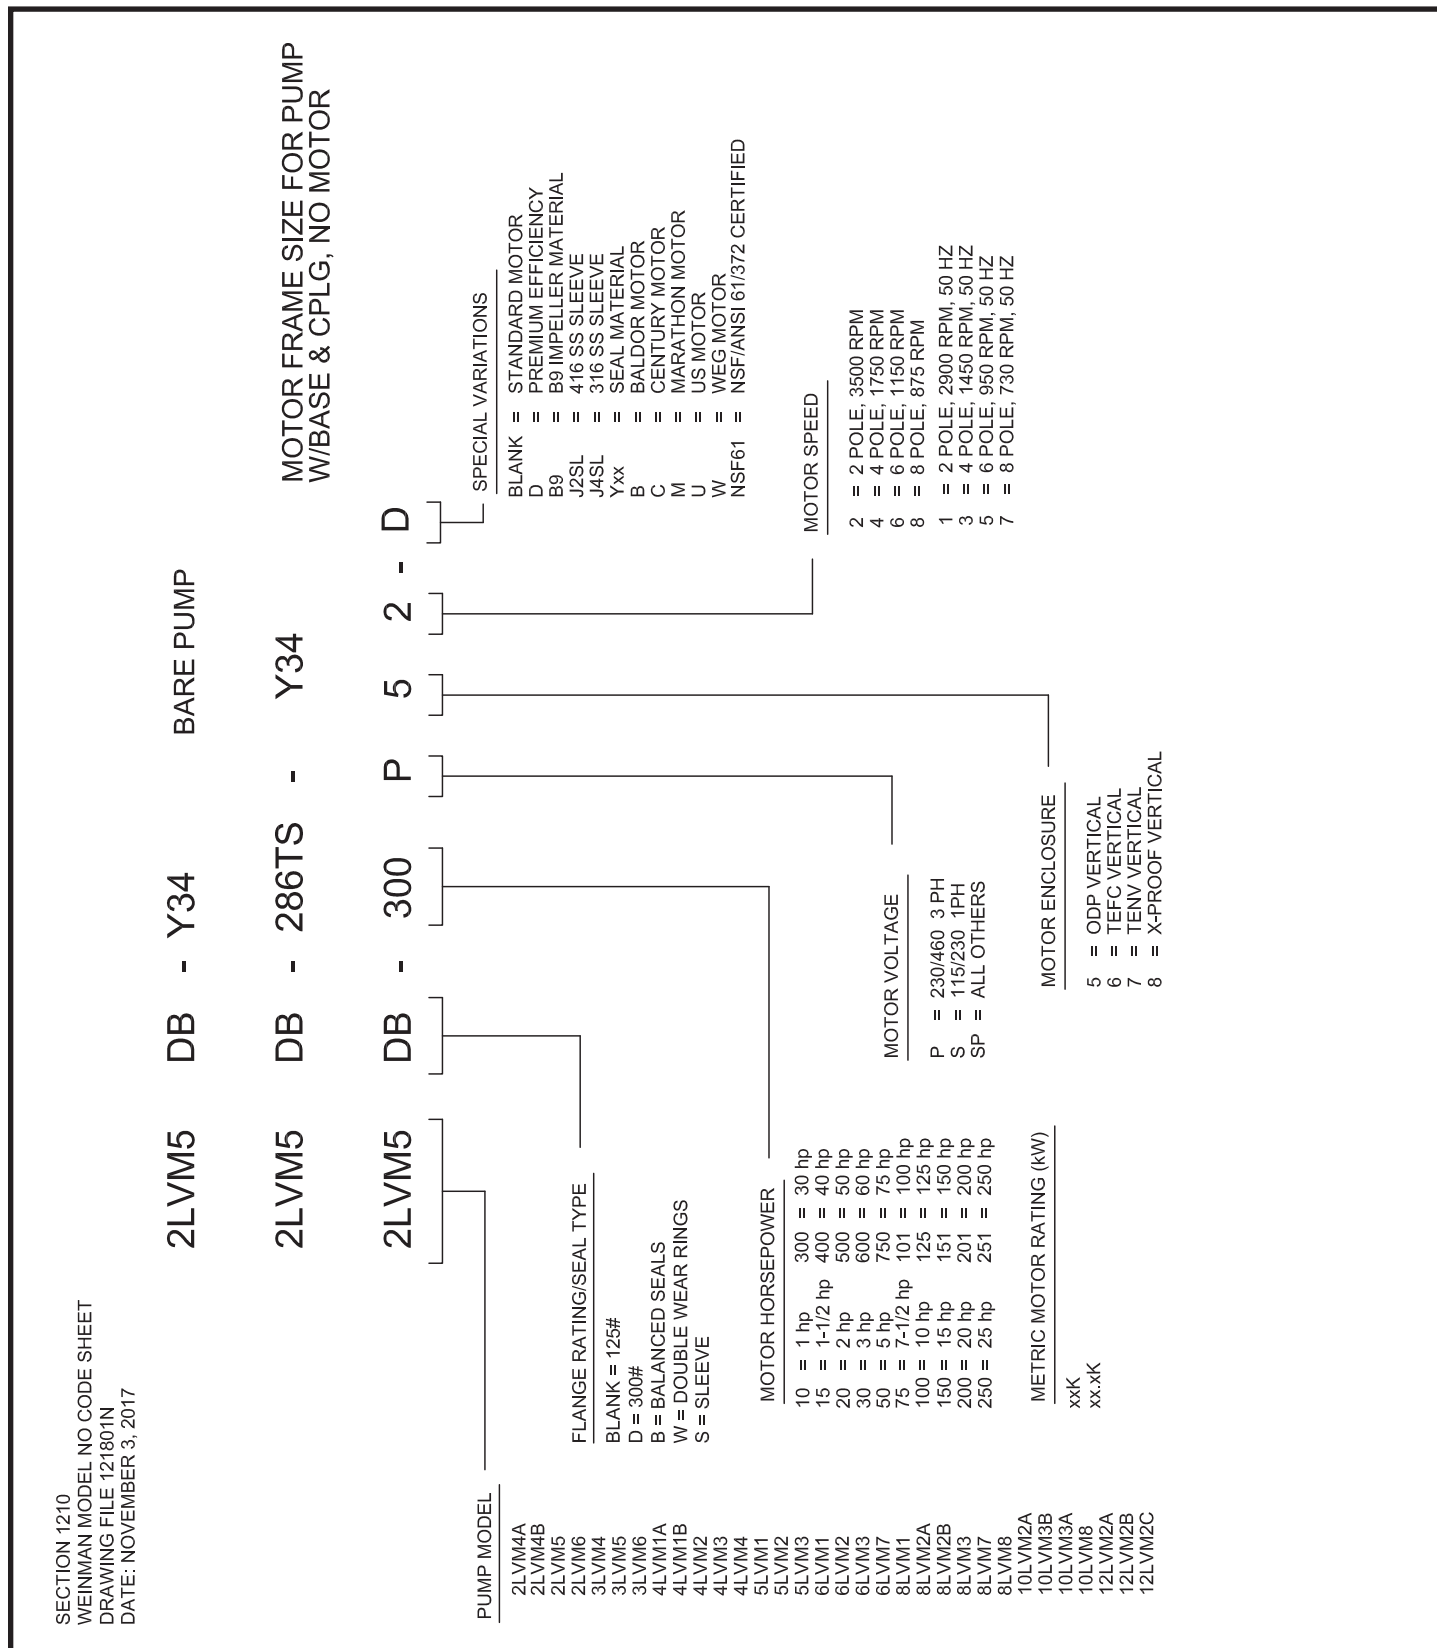 SECTION 1210
WEINMAN MODEL NO CODE SHEET
DRAWING FILE 121801N
DATE: NOVEMBER 3, 2017
2LVM5 DB - Y34 BARE PUMP
2LVM5 DB - 286TS - Y34
MOTOR FRAME SIZE FOR PUMP
W/BASE & CPLG, NO MOTOR
2LVM5 DB - 300 P 5 2 - D
PUMP MODEL
2LVM4A
2LVM4B
2LVM5
2LVM6
3LVM4
3LVM5
3LVM6
4LVM1A
4LVM1B
4LVM2
4LVM3
4LVM4
5LVM1
5LVM2
5LVM3
6LVM1
6LVM2
6LVM3
6LVM7
8LVM1
8LVM2A
8LVM2B
8LVM3
8LVM7
8LVM8
10LVM2A
10LVM3B
10LVM3A
10LVM8
12LVM2A
12LVM2B
12LVM2C
FLANGE RATING/SEAL TYPE
BLANK = 125#
D = 300#
B = BALANCED SEALS
W = DOUBLE WEAR RINGS
S = SLEEVE
MOTOR HORSEPOWER
10 = 1 hp 300 = 30 hp
15 = 1-1/2 hp 400 = 40 hp
20 = 2 hp 500 = 50 hp
30 = 3 hp 600 = 60 hp
50 = 5 hp 750 = 75 hp
75 = 7-1/2 hp 101 = 100 hp
100 = 10 hp 125 = 125 hp
150 = 15 hp 151 = 150 hp
200 = 20 hp 201 = 200 hp
250 = 25 hp 251 = 250 hp
METRIC MOTOR RATING (kW)
xxK
xx.xK
MOTOR VOLTAGE
P = 230/460 3 PH
S = 115/230 1PH
SP = ALL OTHERS
MOTOR ENCLOSURE
5 = ODP VERTICAL
6 = TEFC VERTICAL
7 = TENV VERTICAL
8 = X-PROOF VERTICAL
MOTOR SPEED
2 = 2 POLE, 3500 RPM
4 = 4 POLE, 1750 RPM
6 = 6 POLE, 1150 RPM
8 = 8 POLE, 875 RPM
1 = 2 POLE, 2900 RPM, 50 HZ
3 = 4 POLE, 1450 RPM, 50 HZ
5 = 6 POLE, 950 RPM, 50 HZ
7 = 8 POLE, 730 RPM, 50 HZ
SPECIAL VARIATIONS
BLANK = STANDARD MOTOR
D = PREMIUM EFFICIENCY
B9 = B9 IMPELLER MATERIAL
J2SL = 416 SS SLEEVE
J4SL = 316 SS SLEEVE
Yxx = SEAL MATERIAL
B = BALDOR MOTOR
C = CENTURY MOTOR
M = MARATHON MOTOR
U = US MOTOR
W = WEG MOTOR
NSF61 = NSF/ANSI 61/372 CERTIFIED